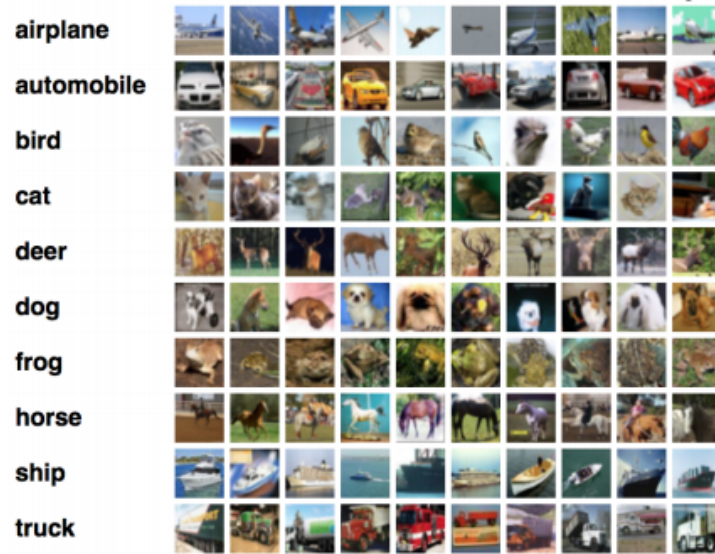 airplane
automobile
bird
cat
deer
dog
frog
horse
ship
truck